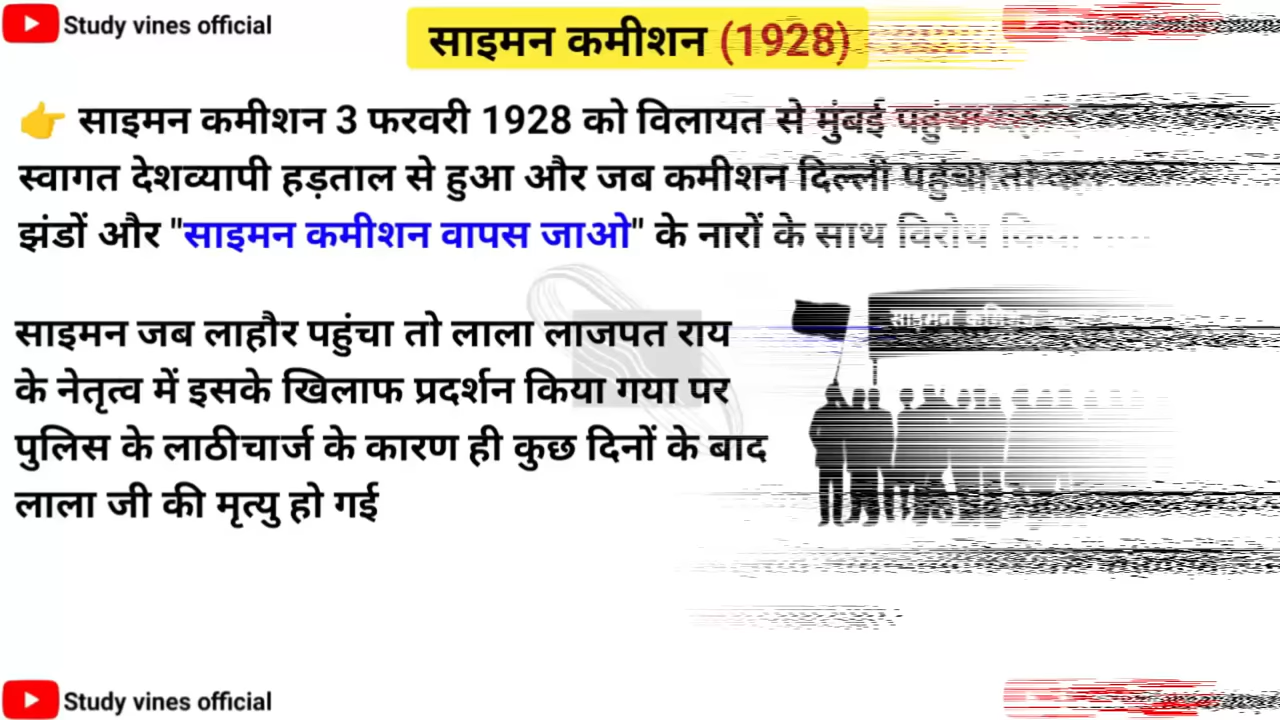 Study vines official
साइमन कमीशन (1928)
साइमन कमीशन 3 फरवरी 1928 को विलायत से मुंबई पहुंचा
स्वागत देशव्यापी हड़ताल से हुआ और जब कमीशन दिल्ली पहुंचा तो
झंडों और "साइमन कमीशन वापस जाओ" के नारों के साथ विरोध किया
साइमन जब लाहौर पहुंचा तो लाला लाजपत राय
के नेतृत्व में इसके खिलाफ प्रदर्शन किया गया पर
पुलिस के लाठीचार्ज के कारण ही कुछ दिनों के बाद
लाला जी की मृत्यु हो गई
Study vines official